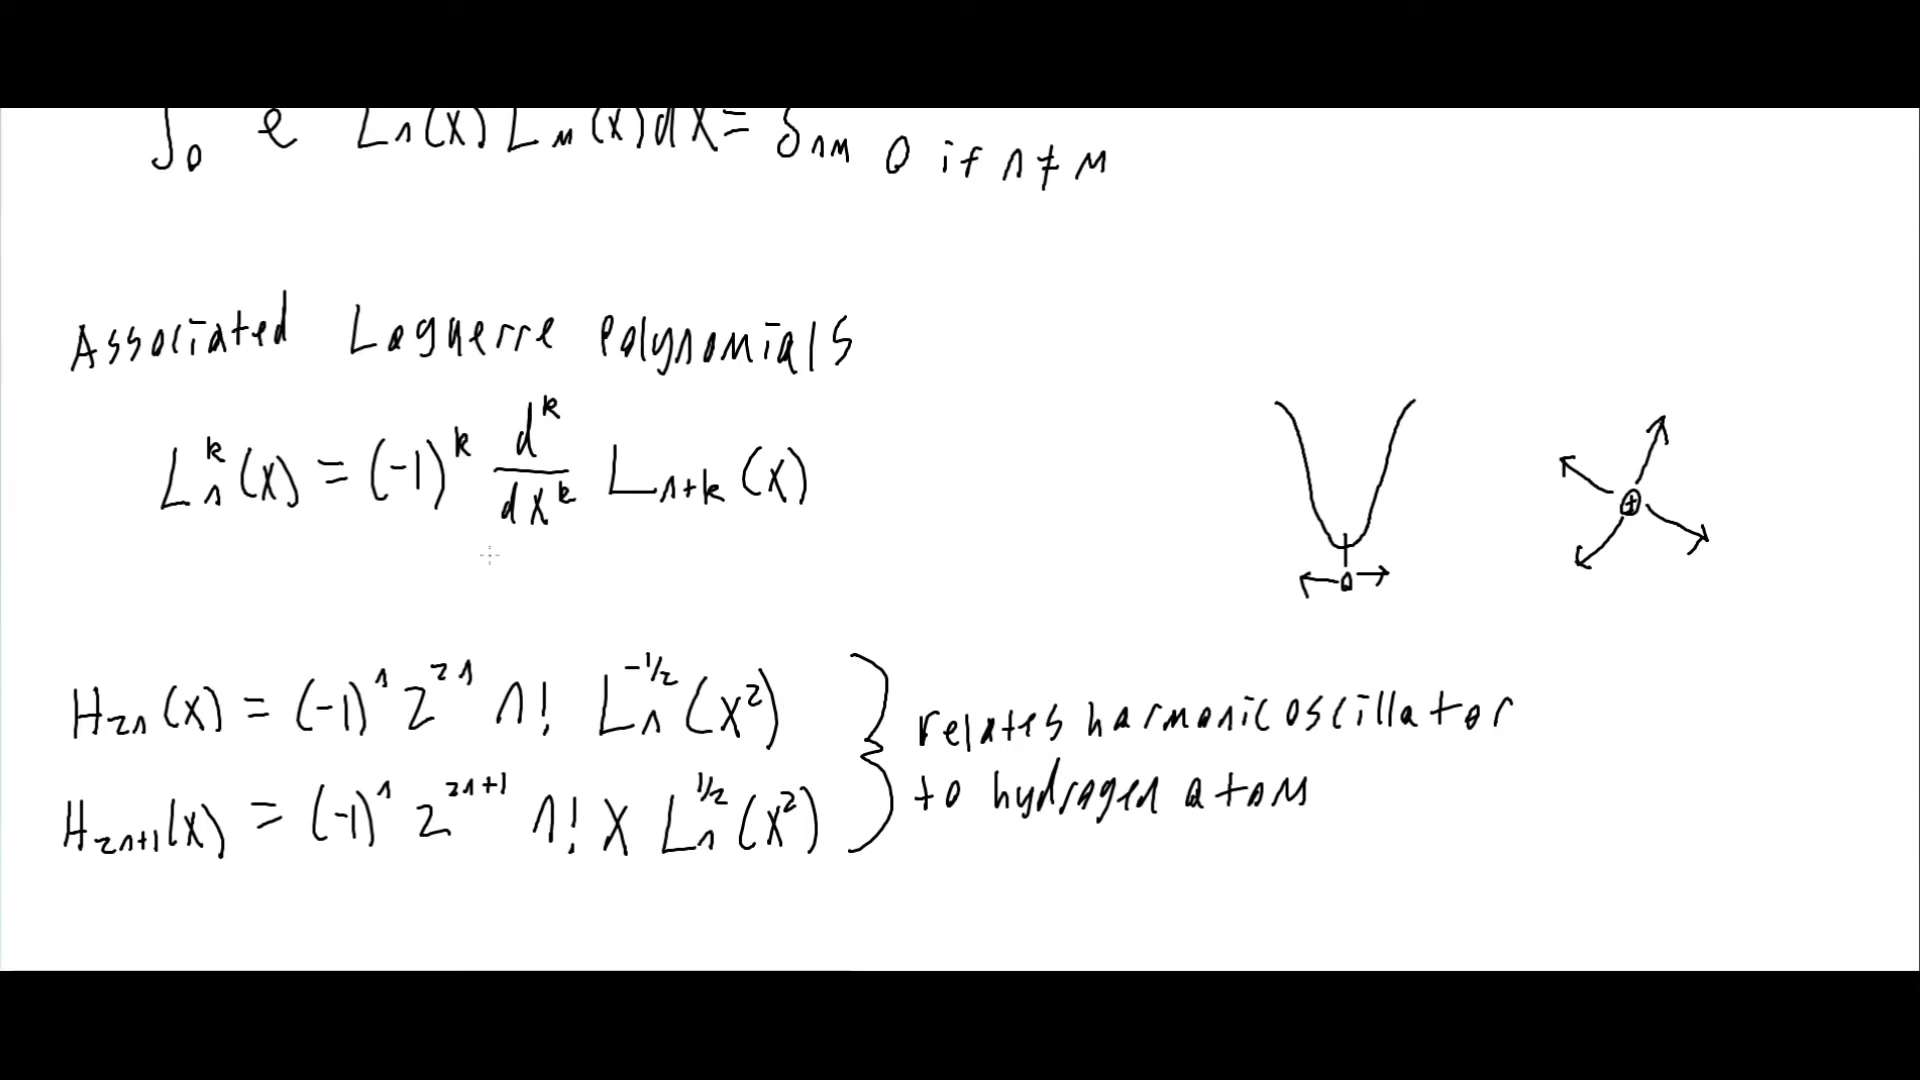 ∫₀ e Lₙ(x) Lₘ(x) dx = δₙₘ 0 if n ≠ m
Associated Laguerre polynomials
Lₙᵏ(x) = (-1)ᵏ dᵏ/dxᵏ Lₙ₊ₖ(x)
+
0
H₂ₙ(x) = (-1)ⁿ 2²ⁿ n! Lₙ^(-1/2)(x²)
relates harmonic oscillator
H₂ₙ₊₁(x) = (-1)ⁿ 2²ⁿ⁺¹ n! x Lₙ^(1/2)(x²)
to hydrogen atom